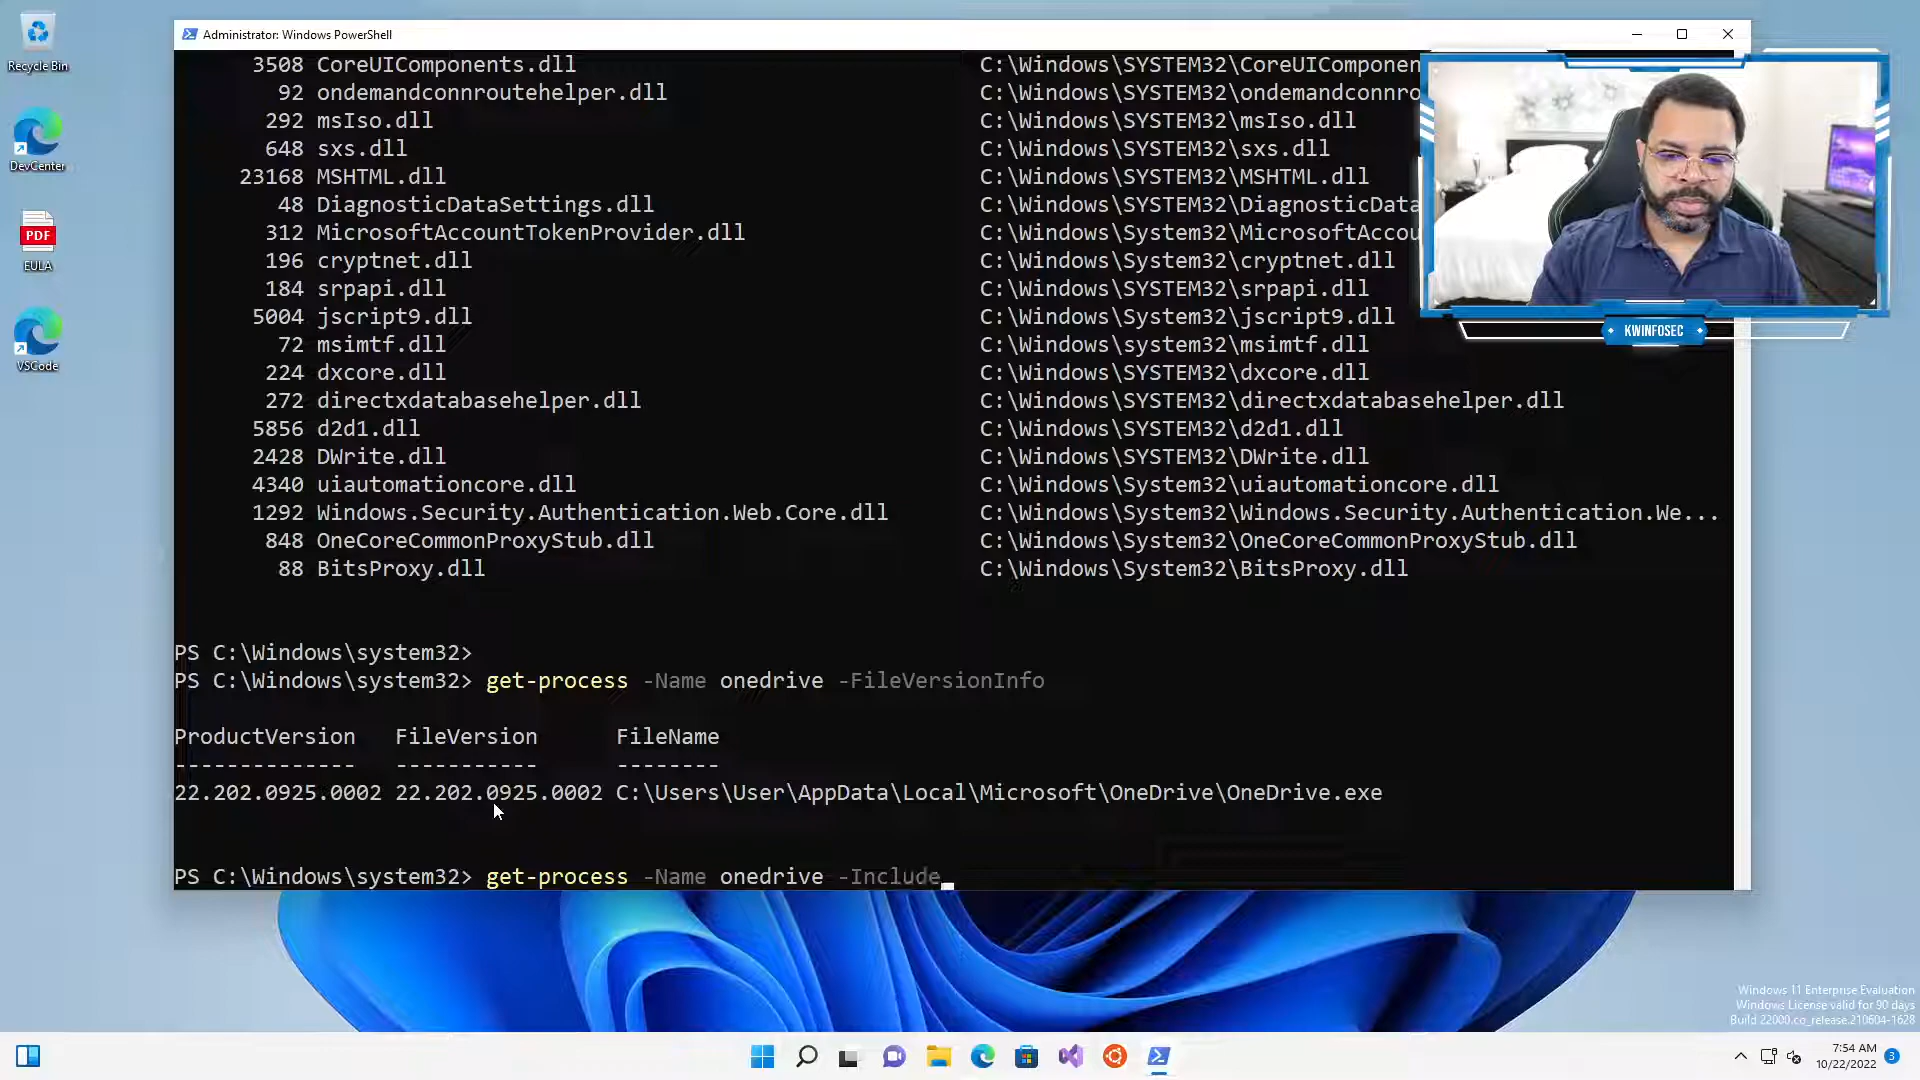 Recycle Bin
DevCenter
PDF
EULA
VSCode
Administrator: Windows PowerShell
3508 CoreUIComponents.dll C:\Windows\SYSTEM32\CoreUIComponen
92 ondemandconnroutehelper.dll C:\Windows\SYSTEM32\ondemandconnro
292 msIso.dll C:\Windows\SYSTEM32\msIso.dll
648 sxs.dll C:\Windows\SYSTEM32\sxs.dll
23168 MSHTML.dll C:\Windows\SYSTEM32\MSHTML.dll
48 DiagnosticDataSettings.dll C:\Windows\SYSTEM32\DiagnosticData
312 MicrosoftAccountTokenProvider.dll C:\Windows\System32\MicrosoftAccou
196 cryptnet.dll C:\Windows\System32\cryptnet.dll
184 srpapi.dll C:\Windows\System32\srpapi.dll
5004 jscript9.dll C:\Windows\SYSTEM32\jscript9.dll
72 msimtf.dll C:\Windows\system32\msimtf.dll
224 dxcore.dll C:\Windows\SYSTEM32\dxcore.dll
272 directxdatabasehelper.dll C:\Windows\SYSTEM32\directxdatabasehelper.dll
5856 d2d1.dll C:\Windows\SYSTEM32\d2d1.dll
2428 DWrite.dll C:\Windows\SYSTEM32\DWrite.dll
4340 uiautomationcore.dll C:\Windows\System32\uiautomationcore.dll
1292 Windows.Security.Authentication.Web.Core.dll C:\Windows\System32\Windows.Security.Authentication.We...
848 OneCoreCommonProxyStub.dll C:\Windows\System32\OneCoreCommonProxyStub.dll
88 BitsProxy.dll C:\Windows\System32\BitsProxy.dll
PS C:\Windows\system32>
PS C:\Windows\system32> get-process -Name onedrive -FileVersionInfo
ProductVersion FileVersion FileName
-------------- ----------- --------
22.202.0925.0002 22.202.0925.0002 C:\Users\User\AppData\Local\Microsoft\OneDrive\OneDrive.exe
PS C:\Windows\system32> get-process -Name onedrive -Include
KWINFOSEC
Windows 11 Enterprise Evaluation
Windows License valid for 90 days
Build 22000.co_release.210604-1628
7:54 AM
10/22/2022
3